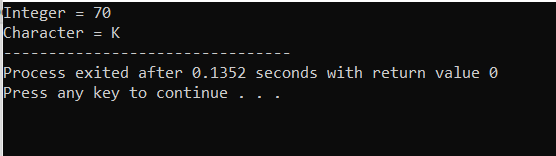 Integer = 70
Character = K
--------------------------------
Process exited after 0.1352 seconds with return value 0
Press any key to continue . . .